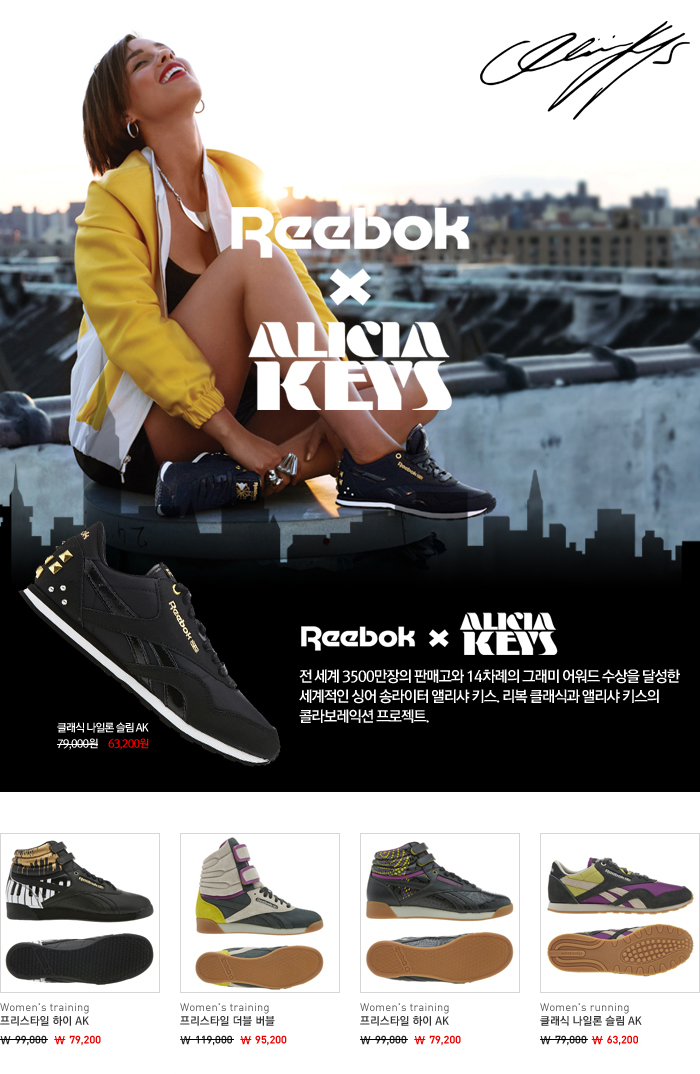 Reebok
×
ALICIA
KEYS
Reebok × ALICIA KEYS
전 세계 3500만장의 판매고와 14차례의 그래미 어워드 수상을 달성한
세계적인 싱어 송라이터 앨리샤 키스. 리복 클래식과 앨리샤 키스의
콜라보레익션 프로젝트.
Reebok
클래식 나일론 슬림 AK
79,000원 63,200원
Women's training
프리스타일 하이 AK
₩ 99,000 ₩ 79,200
Women's training
프리스타일 더블 버블
₩ 119,000 ₩ 95,200
Women's training
프리스타일 하이 AK
₩ 99,000 ₩ 79,200
Women's running
클래식 나일론 슬림 AK
₩ 79,000 ₩ 63,200